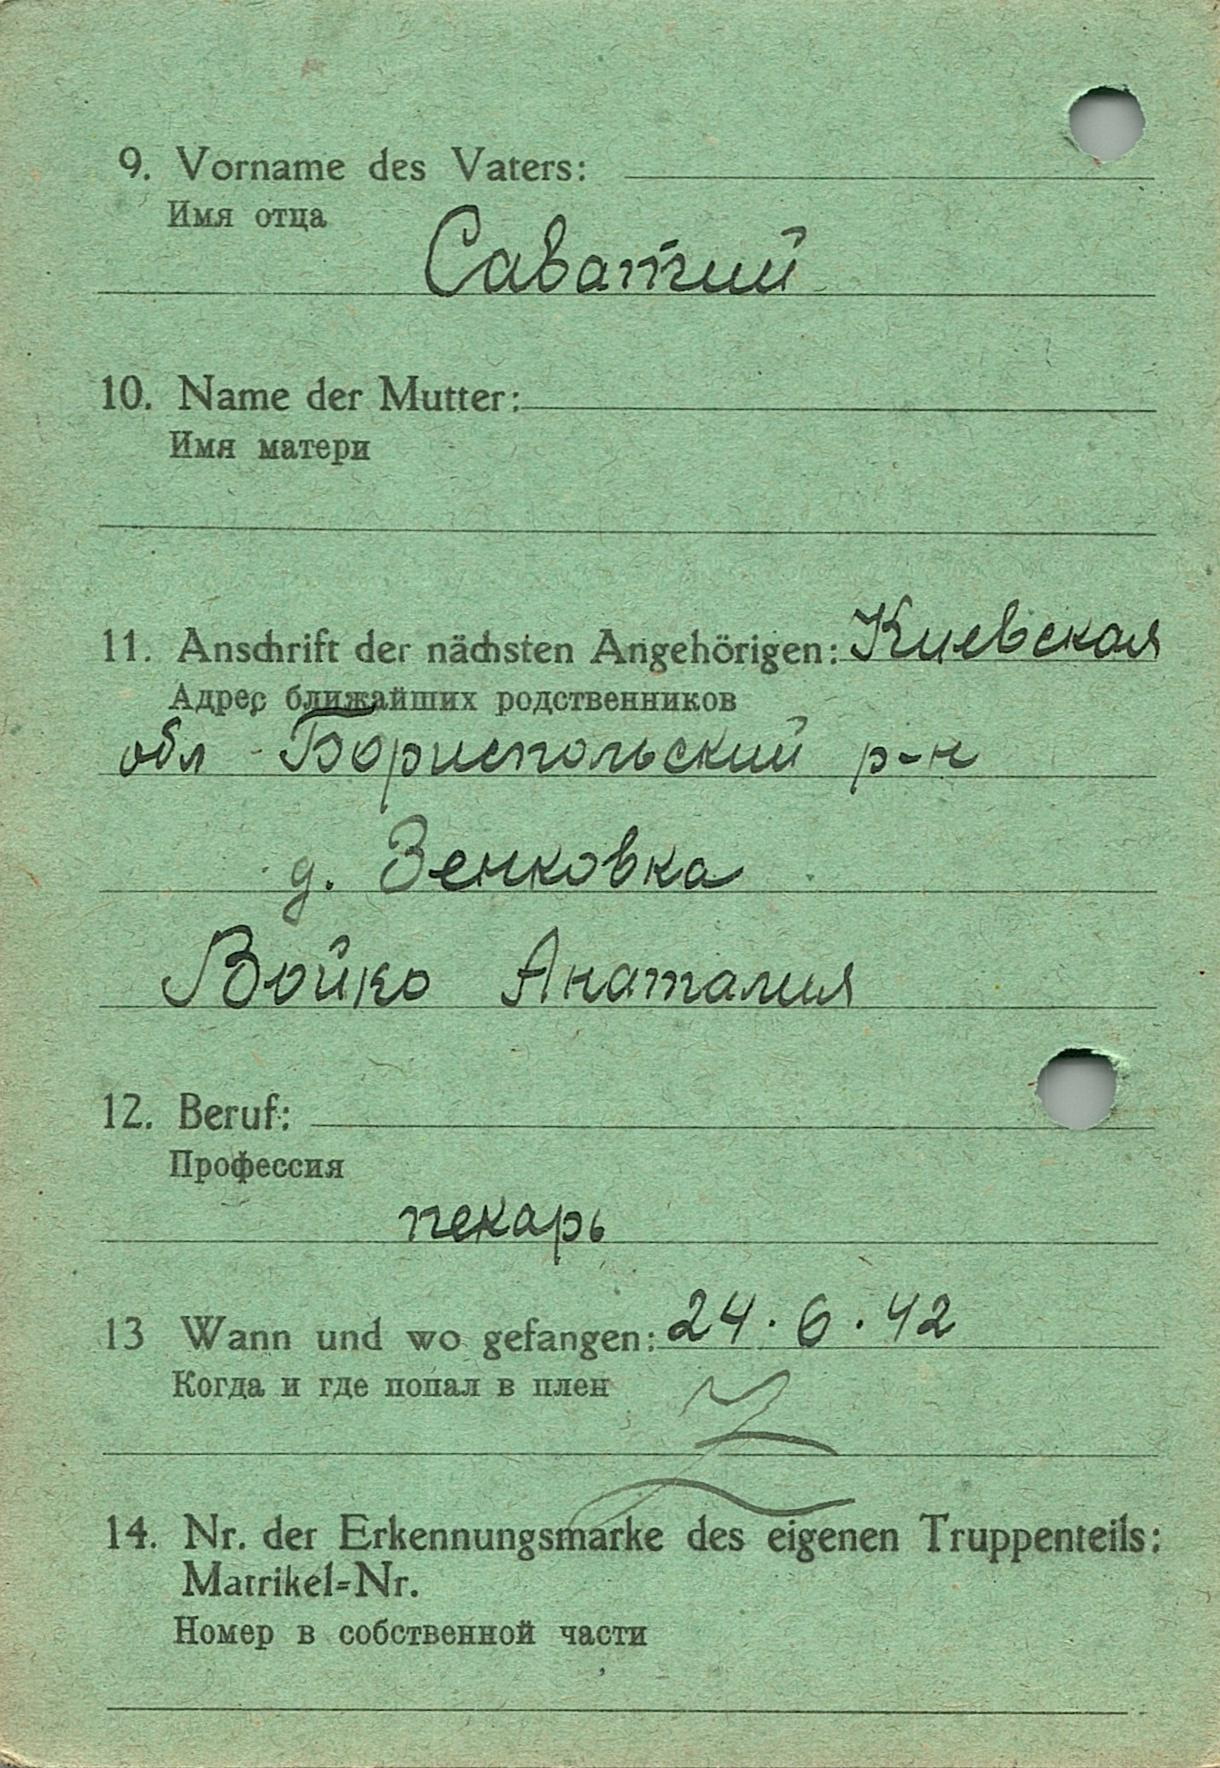 9. Vorname des Vaters:
Имя отца
Саватий
10. Name der Mutter:
Имя матери
11. Anschrift der nächsten Angehörigen: Киевская
Адрес ближайших родственников
обл Бориспольский р-н
д. Зенковка
Бойко Анаталия
12. Beruf:
Профессия
пекарь
13 Wann und wo gefangen: 24.6.42
Когда и где попал в плен
14. Nr. der Erkennungsmarke des eigenen Truppenteils:
Matrikel=Nr.
Номер в собственной части